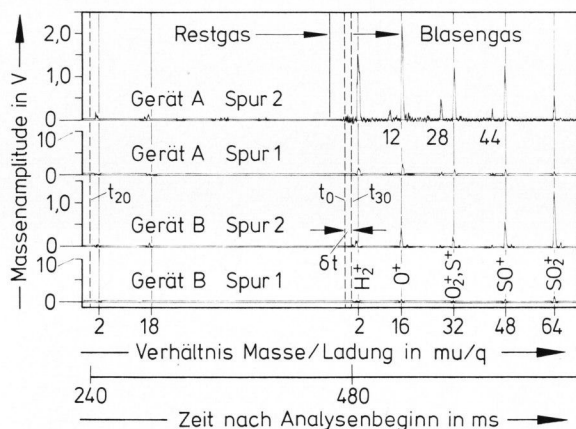 Massenamplitude in V
2,0
Restgas
Blasengas
1,0
Gerät A Spur 2
0
12 28 44
10
Gerät A Spur 1
0
t20
t0
t30
1,0
Gerät B Spur 2
δt
0
10
H2+ O+ O2+,S+ SO+ SO2+
Gerät B Spur 1
0
2 18 2 16 32 48 64
Verhältnis Masse/Ladung in mu/q
240 480
Zeit nach Analysenbeginn in ms